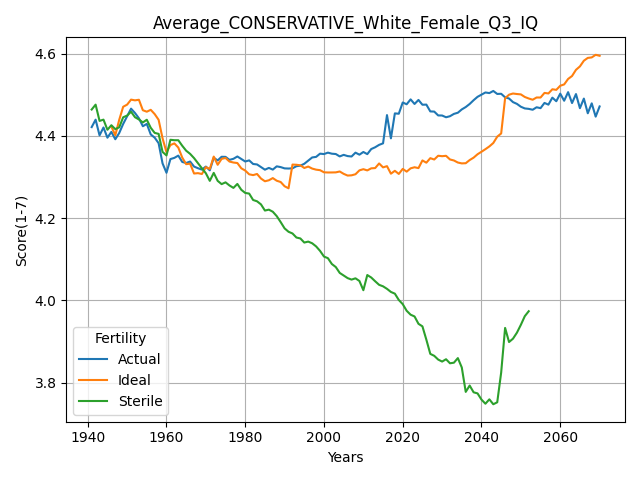 Average_CONSERVATIVE_White_Female_Q3_IQ
Score(1-7)
4.6
4.4
4.2
4.0
3.8
Fertility
Actual
Ideal
Sterile
1940 1960 1980 2000 2020 2040 2060
Years